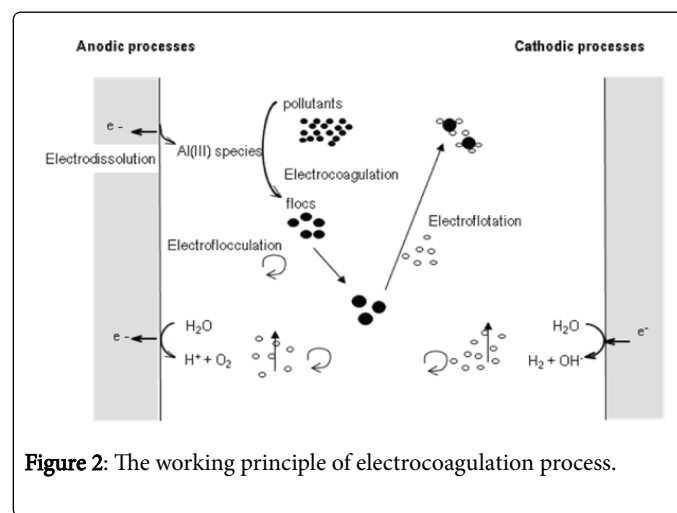 Anodic processes
Cathodic processes
pollutants
e -
Al(III) species
Electrodissolution
Electrocoagulation
flocs
Electroflotation
Electroflocculation
H₂O
e -
H⁺ + O₂
H₂O
e⁻
H₂ + OH⁻
Figure 2: The working principle of electrocoagulation process.